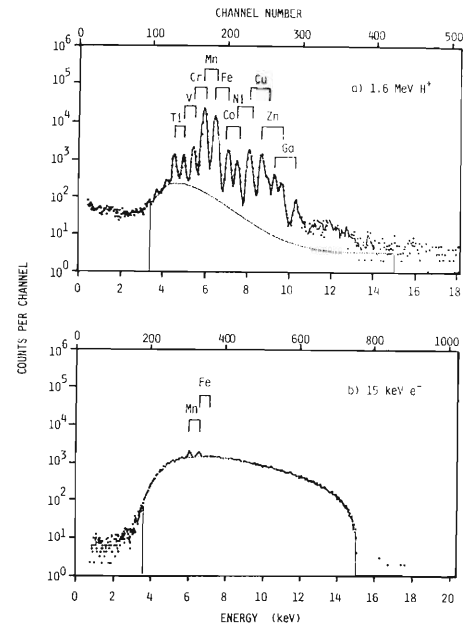 CHANNEL NUMBER
0 100 200 300 400 500
10^6
10^5
10^4
10^3
10^2
10^1
10^0
Mn
Cr Fe Cu
V Ni
Ti Co Zn
Ga
a) 1.6 MeV H^+
0 2 4 6 8 10 12 14 16 18
COUNTS PER CHANNEL
0 200 400 600 800 1000
10^6
10^5
10^4
10^3
10^2
10^1
10^0
Fe
Mn
b) 15 keV e^-
0 2 4 6 8 10 12 14 16 18 20
ENERGY (keV)